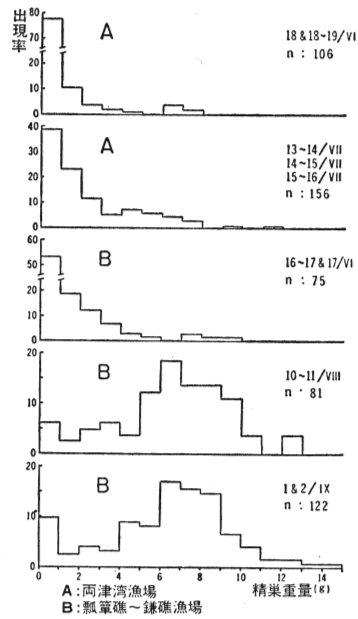 出現率
80
70
20
10
0
A
18 & 18~19/VI
n : 106
40
30
20
10
0
A
13~14/VII
14~15/VII
15~16/VII
n : 156
60
50
20
10
0
B
16~17 & 17/VI
n : 75
20
10
0
B
10~11/VIII
n : 81
20
10
0
B
1 & 2/IX
n : 122
0 2 4 6 8 10 12 14
精巣重量(g)
A:両津湾漁場
B:瓢箪礁~鎌礁漁場